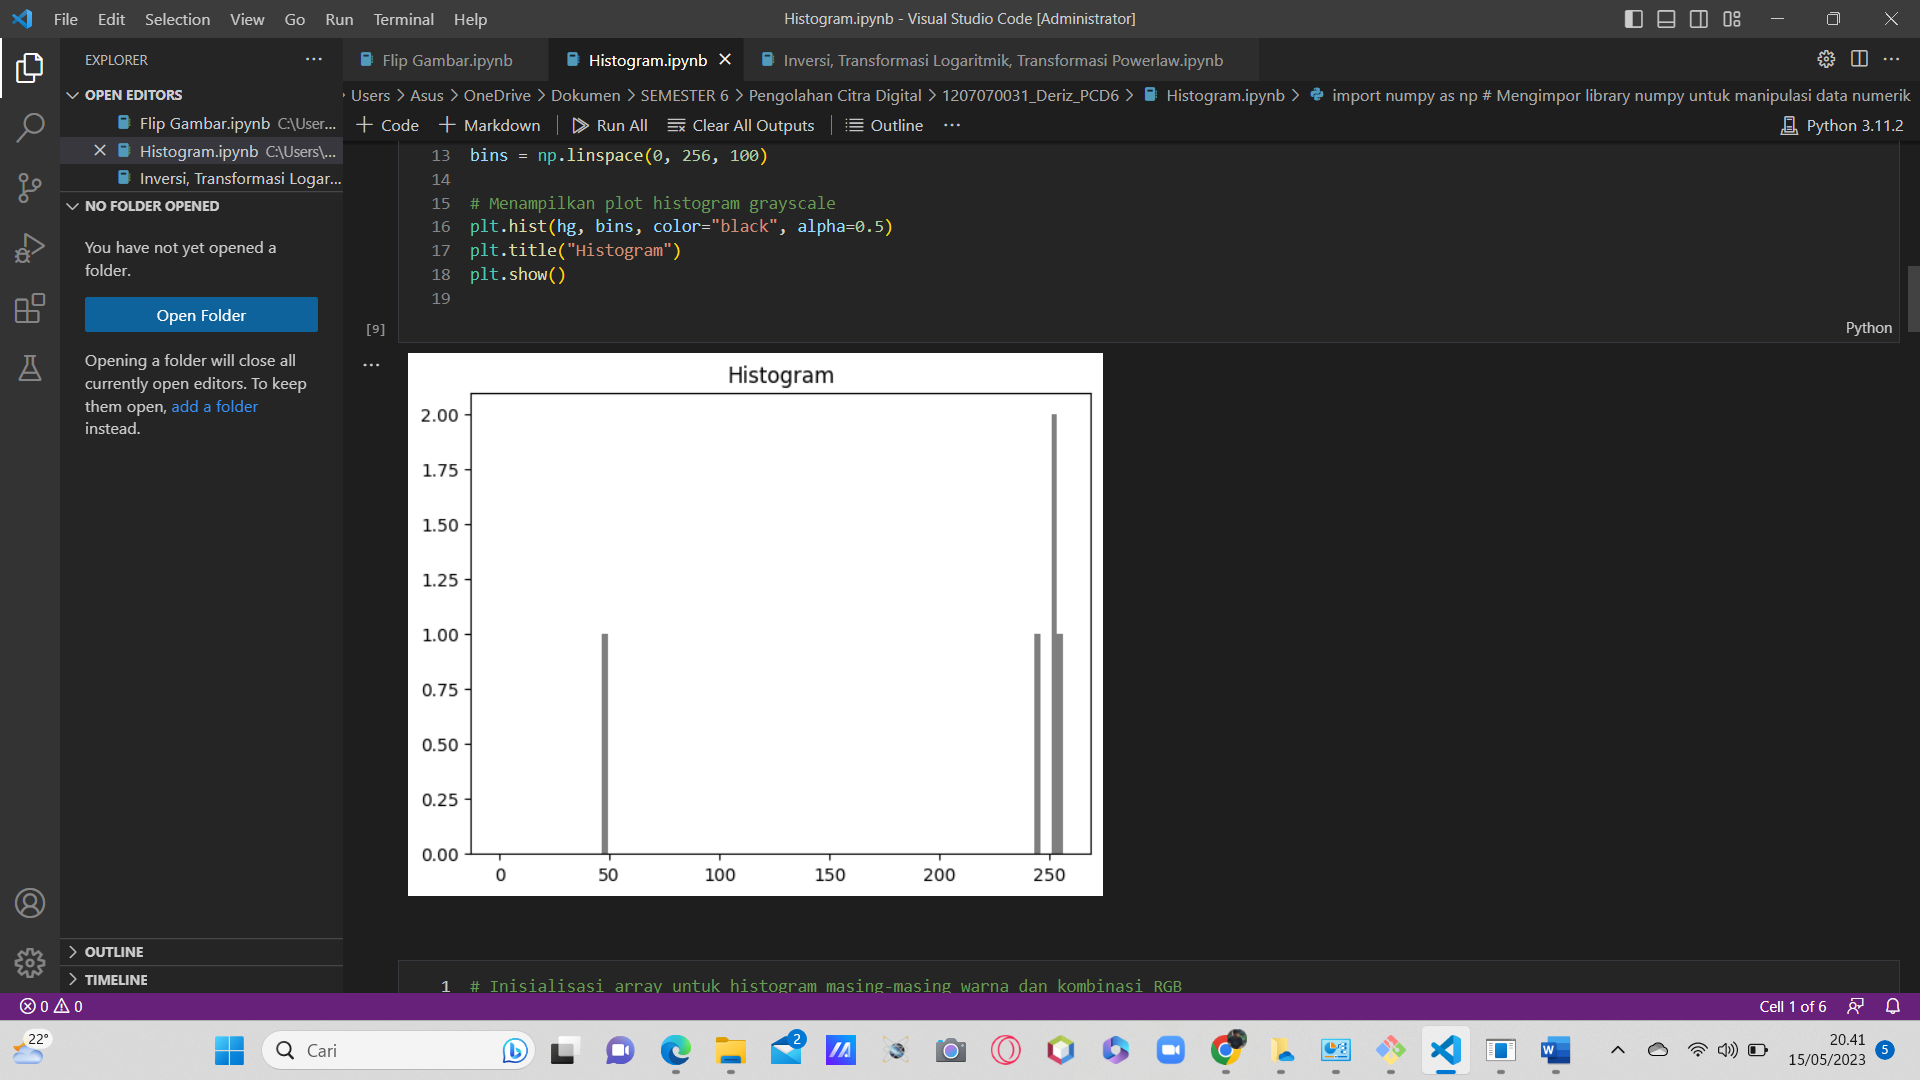 File Edit Selection View Go Run Terminal Help
Histogram.ipynb - Visual Studio Code [Administrator]
EXPLORER
Flip Gambar.ipynb
Histogram.ipynb
Inversi, Transformasi Logaritmik, Transformasi Powerlaw.ipynb
OPEN EDITORS
Flip Gambar.ipynb C:\User...
Histogram.ipynb C:\Users\...
Inversi, Transformasi Logar...
NO FOLDER OPENED
You have not yet opened a
folder.
Open Folder
Opening a folder will close all
currently open editors. To keep
them open, add a folder
instead.
OUTLINE
TIMELINE
Users > Asus > OneDrive > Dokumen > SEMESTER 6 > Pengolahan Citra Digital > 1207070031_Deriz_PCD6 > Histogram.ipynb > import numpy as np # Mengimpor library numpy untuk manipulasi data numerik
+ Code + Markdown Run All Clear All Outputs Outline ...
Python 3.11.2
13 bins = np.linspace(0, 256, 100)
14
15 # Menampilkan plot histogram grayscale
16 plt.hist(hg, bins, color="black", alpha=0.5)
17 plt.title("Histogram")
18 plt.show()
19
[9]
Python
Histogram
2.00
1.75
1.50
1.25
1.00
0.75
0.50
0.25
0.00
0 50 100 150 200 250
1 # Inisialisasi array untuk histogram masing-masing warna dan kombinasi RGB
0 0
Cell 1 of 6
22°
Cari
2
W
20.41
15/05/2023
5